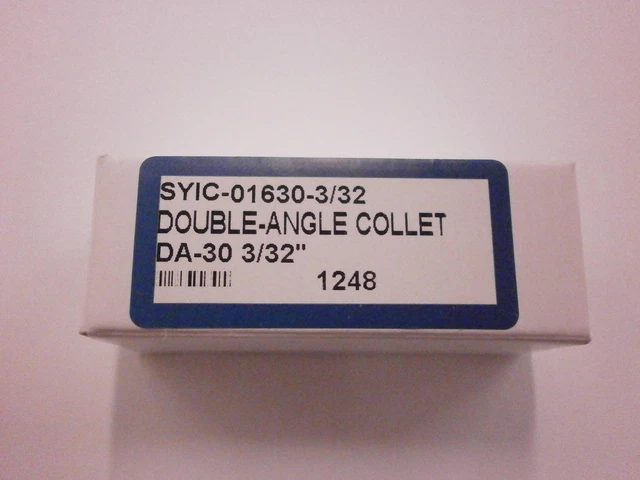 SYIC-01630-3/32
DOUBLE-ANGLE COLLET
DA-30 3/32"
1248